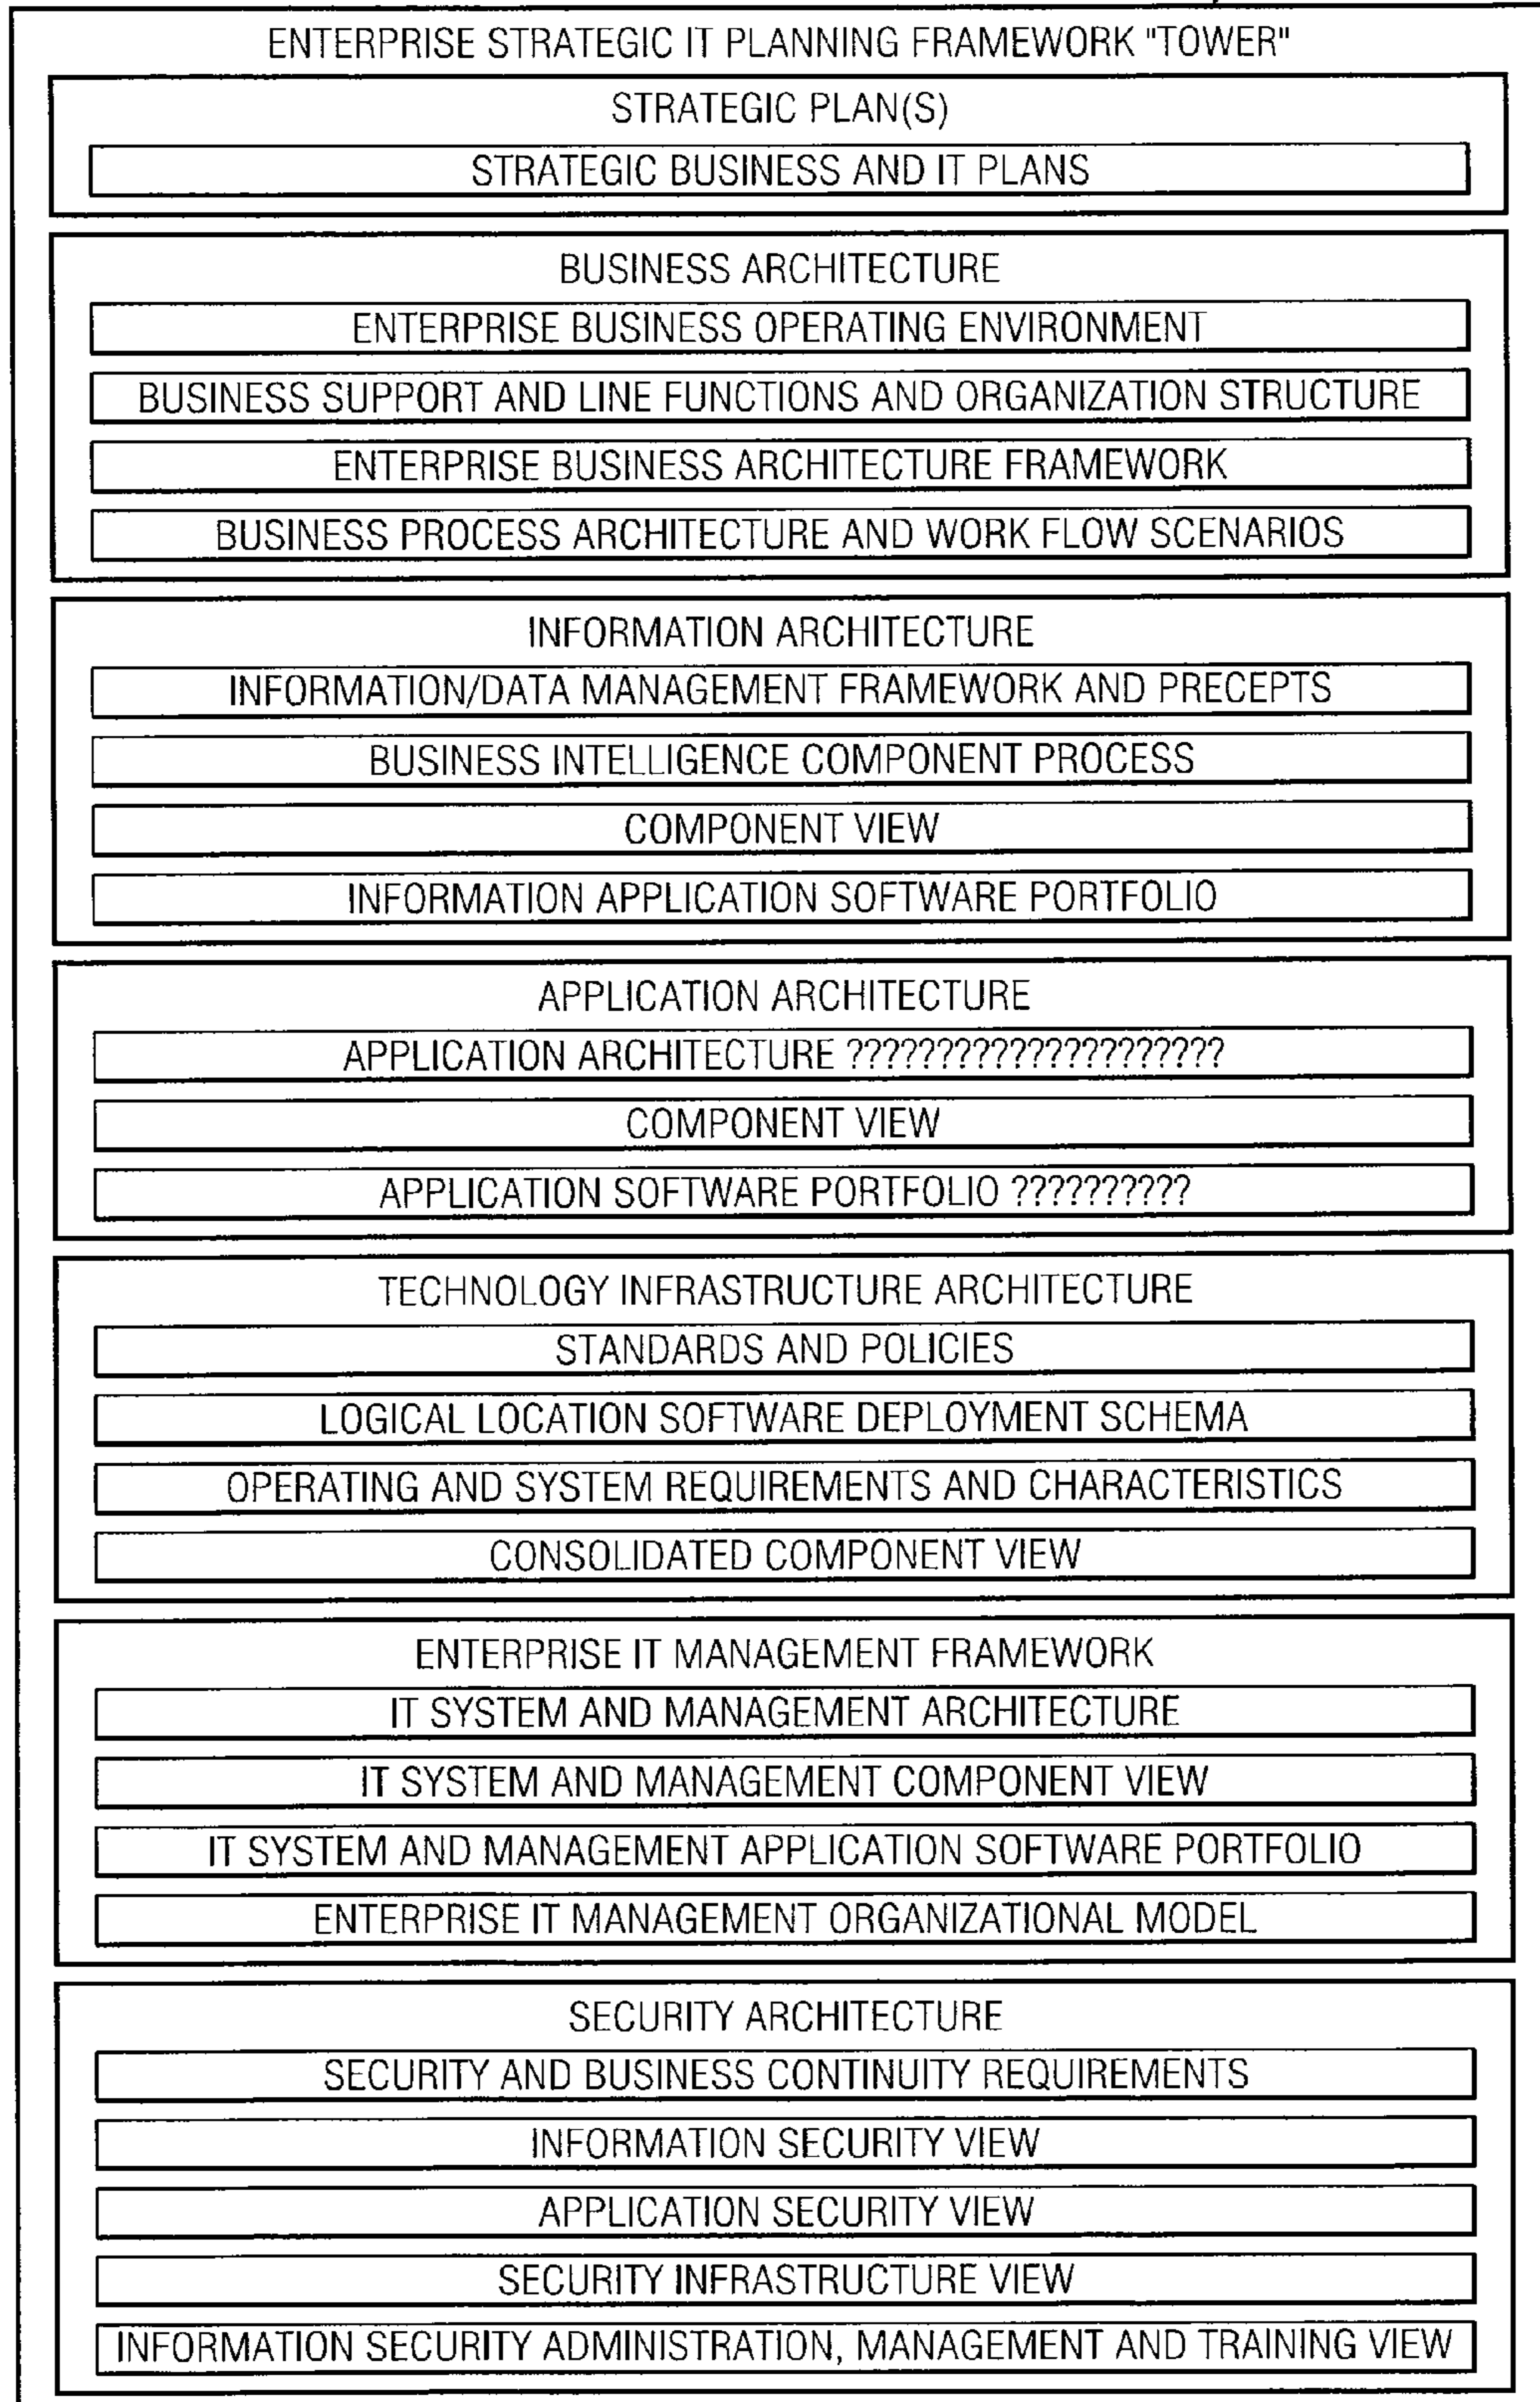 ENTERPRISE STRATEGIC IT PLANNING FRAMEWORK "TOWER"
STRATEGIC PLAN(S)
STRATEGIC BUSINESS AND IT PLANS
BUSINESS ARCHITECTURE
ENTERPRISE BUSINESS OPERATING ENVIRONMENT
BUSINESS SUPPORT AND LINE FUNCTIONS AND ORGANIZATION STRUCTURE
ENTERPRISE BUSINESS ARCHITECTURE FRAMEWORK
BUSINESS PROCESS ARCHITECTURE AND WORK FLOW SCENARIOS
INFORMATION ARCHITECTURE
INFORMATION/DATA MANAGEMENT FRAMEWORK AND PRECEPTS
BUSINESS INTELLIGENCE COMPONENT PROCESS
COMPONENT VIEW
INFORMATION APPLICATION SOFTWARE PORTFOLIO
APPLICATION ARCHITECTURE
APPLICATION ARCHITECTURE ?????????????????????
COMPONENT VIEW
APPLICATION SOFTWARE PORTFOLIO ??????????
TECHNOLOGY INFRASTRUCTURE ARCHITECTURE
STANDARDS AND POLICIES
LOGICAL LOCATION SOFTWARE DEPLOYMENT SCHEMA
OPERATING AND SYSTEM REQUIREMENTS AND CHARACTERISTICS
CONSOLIDATED COMPONENT VIEW
ENTERPRISE IT MANAGEMENT FRAMEWORK
IT SYSTEM AND MANAGEMENT ARCHITECTURE
IT SYSTEM AND MANAGEMENT COMPONENT VIEW
IT SYSTEM AND MANAGEMENT APPLICATION SOFTWARE PORTFOLIO
ENTERPRISE IT MANAGEMENT ORGANIZATIONAL MODEL
SECURITY ARCHITECTURE
SECURITY AND BUSINESS CONTINUITY REQUIREMENTS
INFORMATION SECURITY VIEW
APPLICATION SECURITY VIEW
SECURITY INFRASTRUCTURE VIEW
INFORMATION SECURITY ADMINISTRATION, MANAGEMENT AND TRAINING VIEW